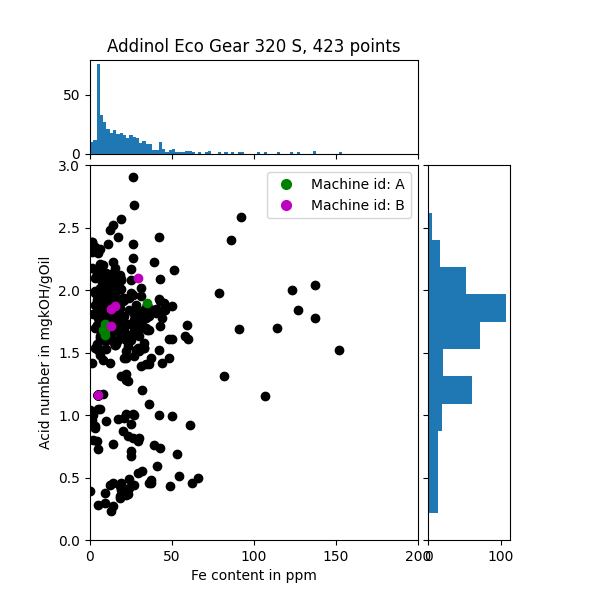 Addinol Eco Gear 320 S, 423 points
50
0
3.0
2.5
2.0
1.5
1.0
0.5
0.0
Acid number in mgkOH/gOil
Machine id: A
Machine id: B
0 50 100 150 200 0 100
Fe content in ppm